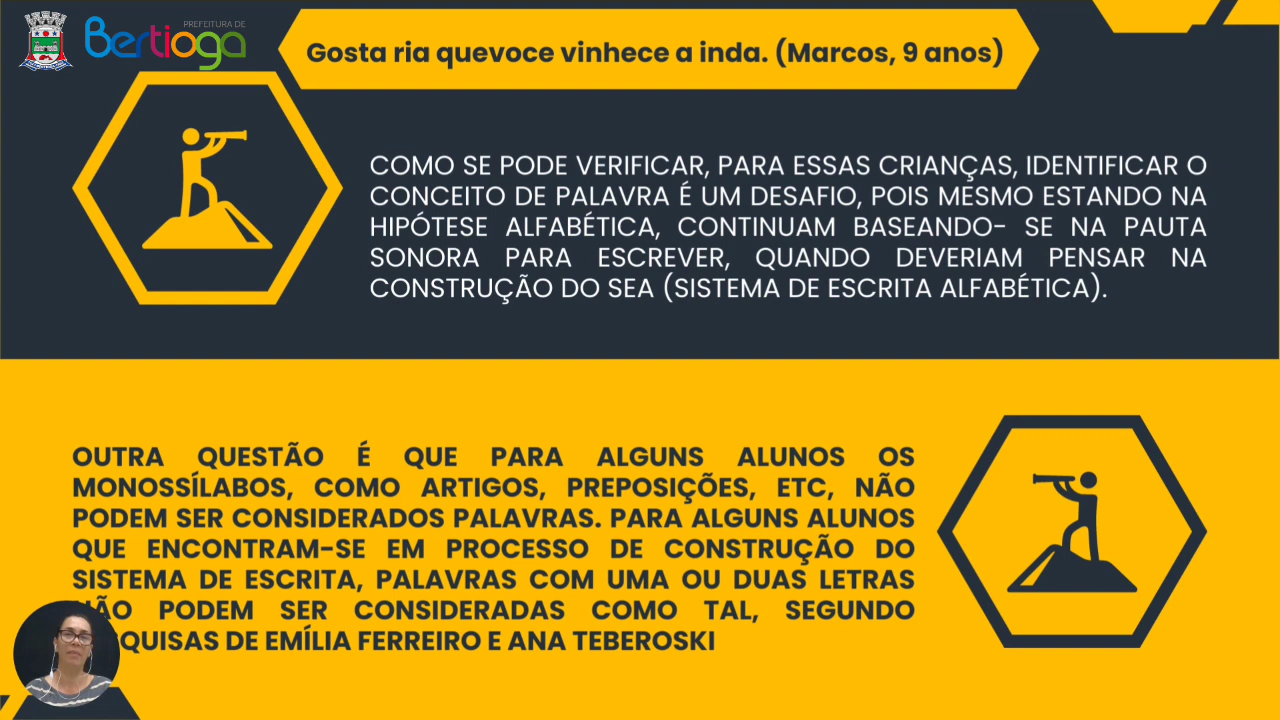 PREFEITURA DE
Bertioga
Gosta ria quevoce vinhece a inda. (Marcos, 9 anos)
COMO SE PODE VERIFICAR, PARA ESSAS CRIANÇAS, IDENTIFICAR O
CONCEITO DE PALAVRA É UM DESAFIO, POIS MESMO ESTANDO NA
HIPÓTESE ALFABÉTICA, CONTINUAM BASEANDO- SE NA PAUTA
SONORA PARA ESCREVER, QUANDO DEVERIAM PENSAR NA
CONSTRUÇÃO DO SEA (SISTEMA DE ESCRITA ALFABÉTICA).
OUTRA QUESTÃO É QUE PARA ALGUNS ALUNOS OS
MONOSSÍLABOS, COMO ARTIGOS, PREPOSIÇÕES, ETC, NÃO
PODEM SER CONSIDERADOS PALAVRAS. PARA ALGUNS ALUNOS
QUE ENCONTRAM-SE EM PROCESSO DE CONSTRUÇÃO DO
SISTEMA DE ESCRITA, PALAVRAS COM UMA OU DUAS LETRAS
NÃO PODEM SER CONSIDERADAS COMO TAL, SEGUNDO
QUISAS DE EMÍLIA FERREIRO E ANA TEBEROSKI